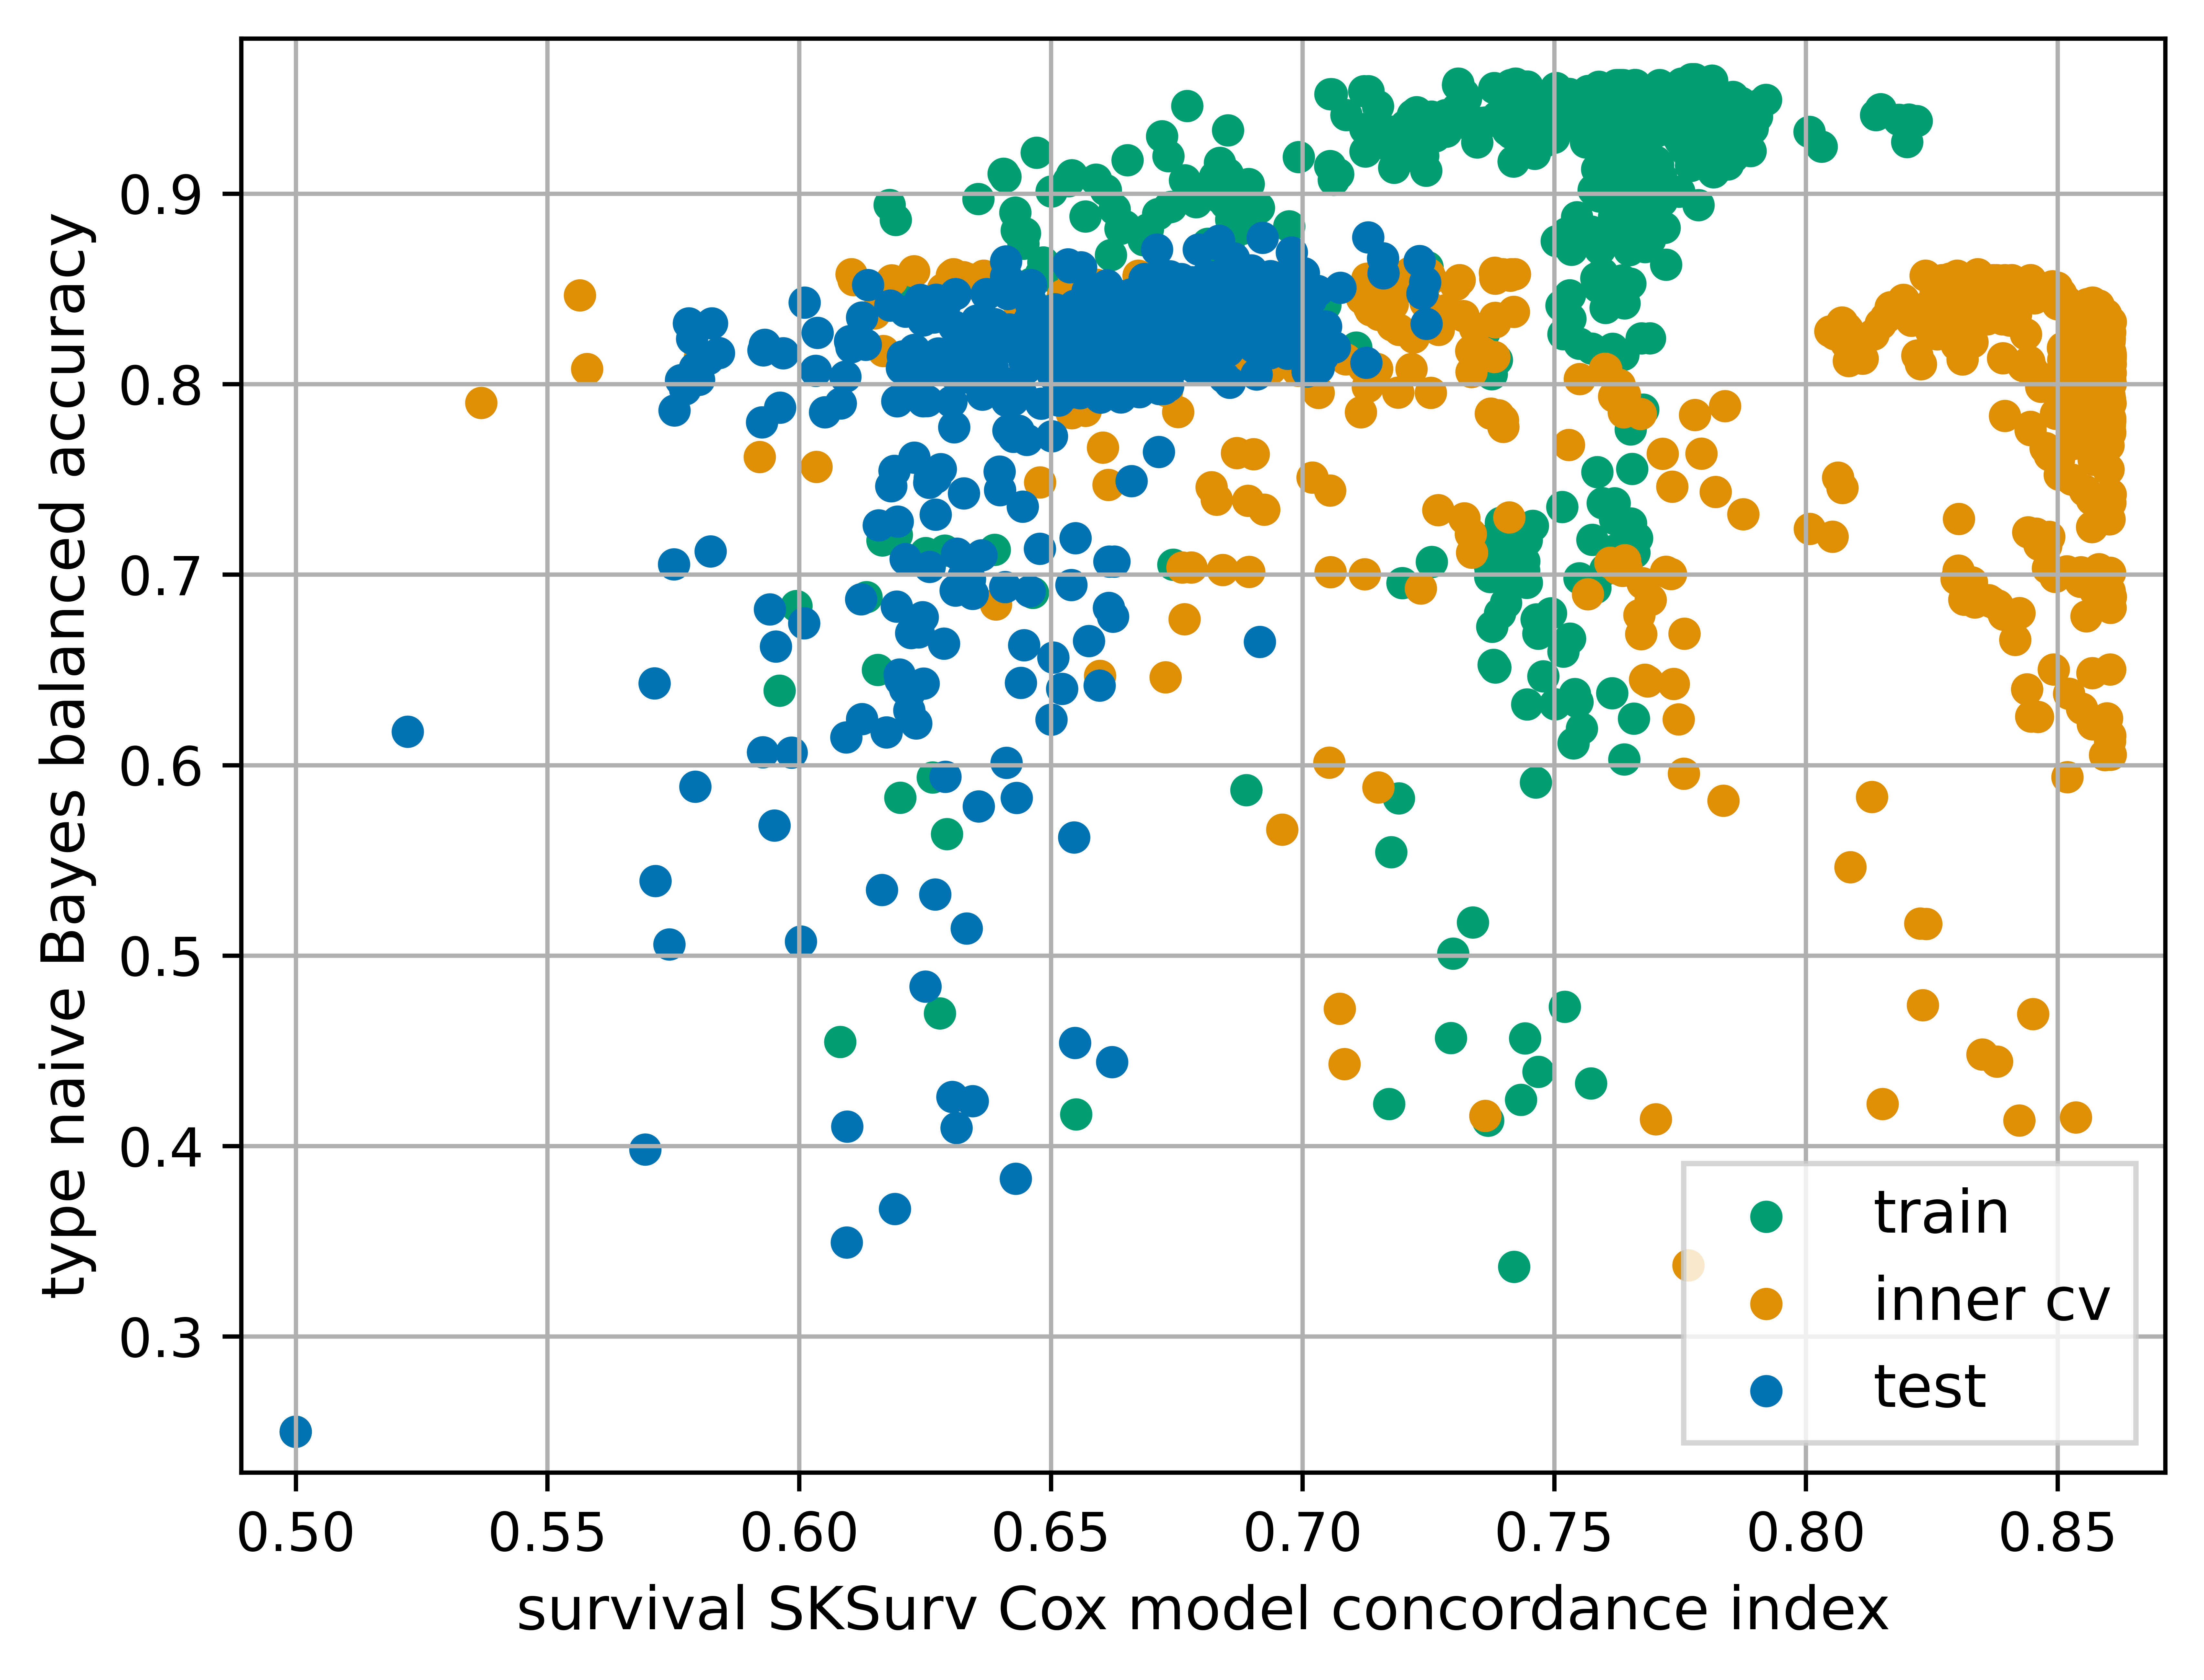 type naive Bayes balanced accuracy
0.9
0.8
0.7
0.6
0.5
0.4
0.3
train
inner cv
test
0.50 0.55 0.60 0.65 0.70 0.75 0.80 0.85
survival SKSurv Cox model concordance index